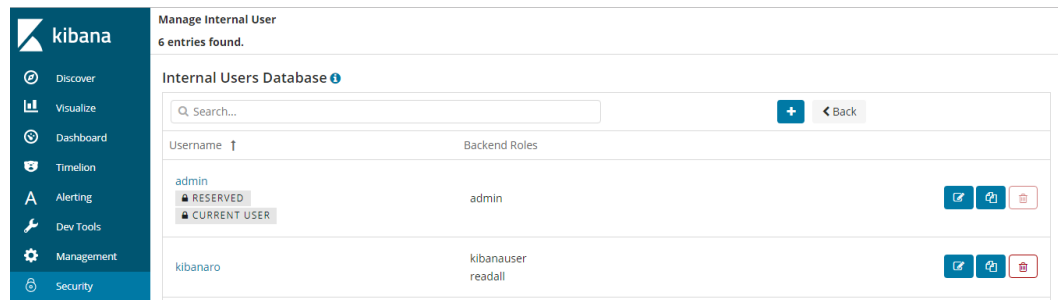 kibana
Discover
Visualize
Dashboard
Timelion
Alerting
Dev Tools
Management
Security
Manage Internal User
6 entries found.
Internal Users Database
Search...
Back
Username
Backend Roles
admin
RESERVED
CURRENT USER
admin
kibanaro
kibanauser
readall